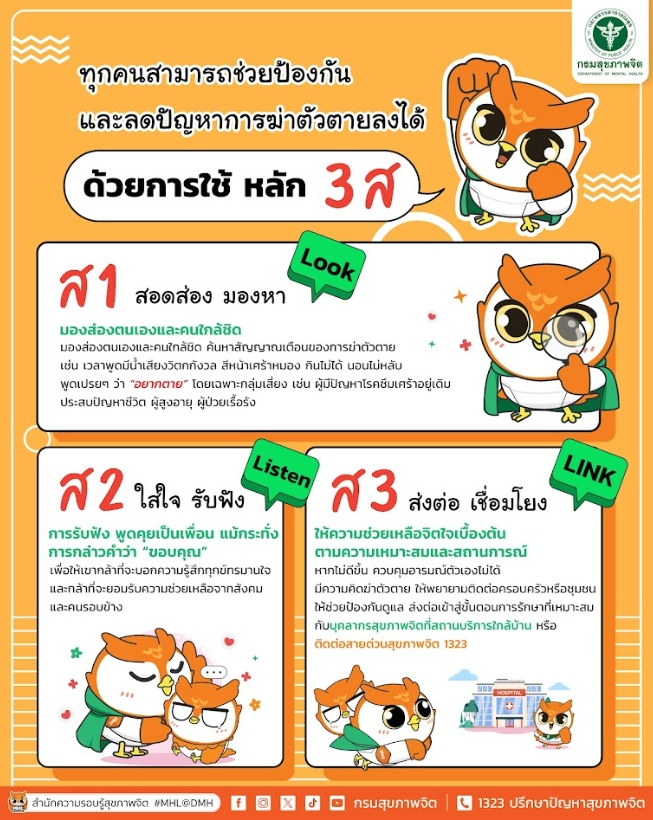 กระทรวงสาธารณสุข
MINISTRY OF PUBLIC HEALTH
กรมสุขภาพจิต
DEPARTMENT OF MENTAL HEALTH
ทุกคนสามารถช่วยป้องกัน
และลดปัญหาการฆ่าตัวตายลงได้
ด้วยการใช้ หลัก 3ส
Look
ส1 สอดส่อง มองหา
มองส่องตนเองและคนใกล้ชิด
มองส่องตนเองและคนใกล้ชิด ค้นหาสัญญาณเตือนของการฆ่าตัวตาย
เช่น เวลาพูดมีน้ำเสียงวิตกกังวล สีหน้าเศร้าหมอง กินไม่ได้ นอนไม่หลับ
พูดเปรยๆ ว่า “อยากตาย” โดยเฉพาะกลุ่มเสี่ยง เช่น ผู้มีปัญหาโรคซึมเศร้าอยู่เดิม
ประสบปัญหาชีวิต ผู้สูงอายุ ผู้ป่วยเรื้อรัง
Listen
ส2 ใส่ใจ รับฟัง
การรับฟัง พูดคุยเป็นเพื่อน แม้กระทั่ง
การกล่าวคำว่า “ขอบคุณ”
เพื่อให้เขากล้าที่จะบอกความรู้สึกทุกข์ทรมานใจ
และกล้าที่จะยอมรับความช่วยเหลือจากสังคม
และคนรอบข้าง
LINK
ส3 ส่งต่อ เชื่อมโยง
ให้ความช่วยเหลือจิตใจเบื้องต้น
ตามความเหมาะสมและสถานการณ์
หากไม่ดีขึ้น ควบคุมอารมณ์ตัวเองไม่ได้
มีความคิดฆ่าตัวตาย ให้พยายามติดต่อครอบครัวหรือชุมชน
ให้ช่วยป้องกันดูแล ส่งต่อเข้าสู่ขั้นตอนการรักษาที่เหมาะสม
กับบุคลากรสุขภาพจิตที่สถานบริการใกล้บ้าน หรือ
ติดต่อสายด่วนสุขภาพจิต 1323
HOSPITAL
MHL สำนักความรอบรู้สุขภาพจิต #MHL@DMH กรมสุขภาพจิต 1323 ปรึกษาปัญหาสุขภาพจิต